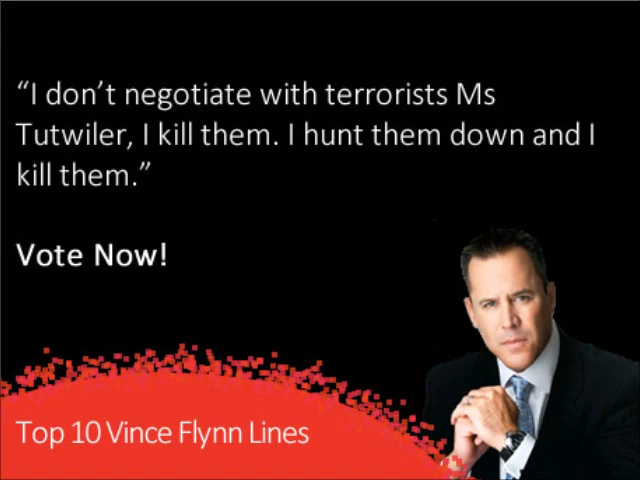 “I don’t negotiate with terrorists Ms
Tutwiler, I kill them. I hunt them down and I
kill them.”
Vote Now!
Top 10 Vince Flynn Lines